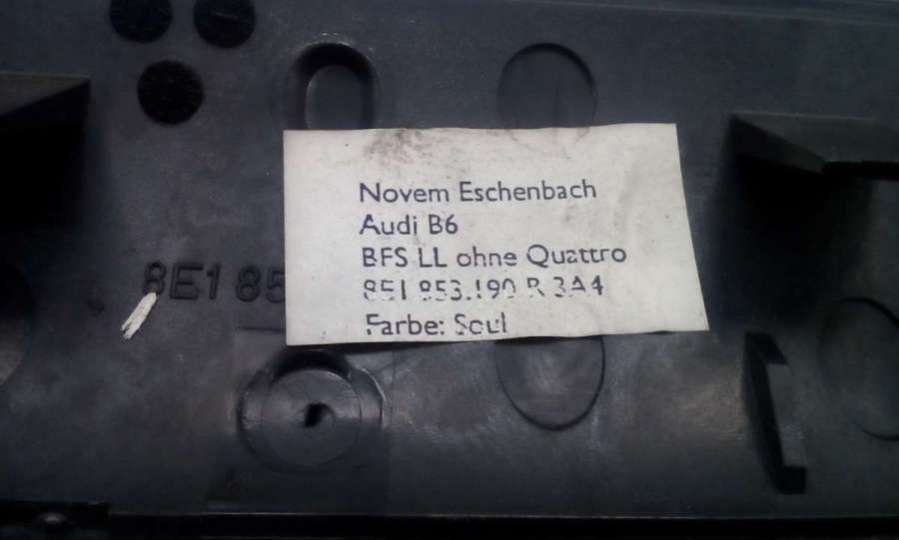 Novem Eschenbach
Audi B6
BFS LL ohne Quattro
8E1 853.190 R 3A4
Farbe: Soul
8E1 85